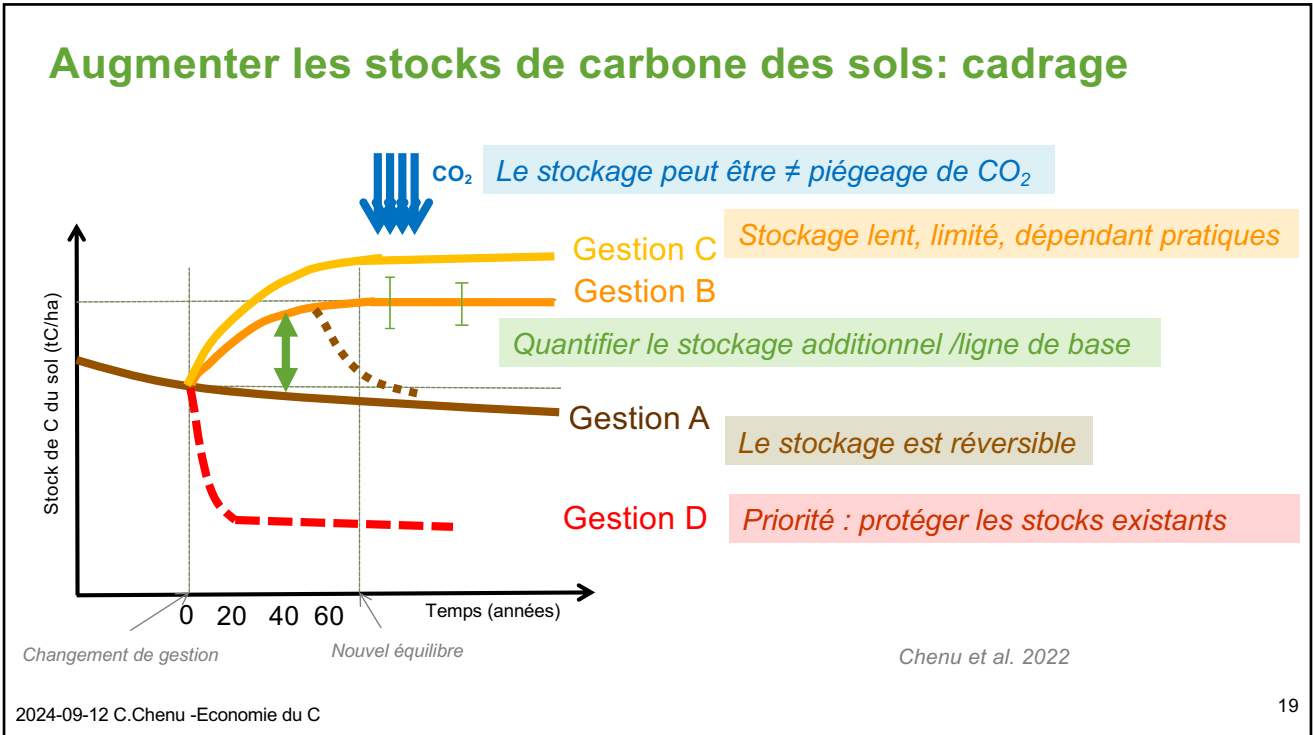 Augmenter les stocks de carbone des sols: cadrage
CO₂
Le stockage peut être ≠ piégeage de CO₂
Gestion C
Stockage lent, limité, dépendant pratiques
Gestion B
Quantifier le stockage additionnel /ligne de base
Gestion A
Le stockage est réversible
Gestion D
Priorité : protéger les stocks existants
Stock de C du sol (tC/ha)
0 20 40 60
Temps (années)
Changement de gestion
Nouvel équilibre
Chenu et al. 2022
2024-09-12 C.Chenu -Economie du C
19